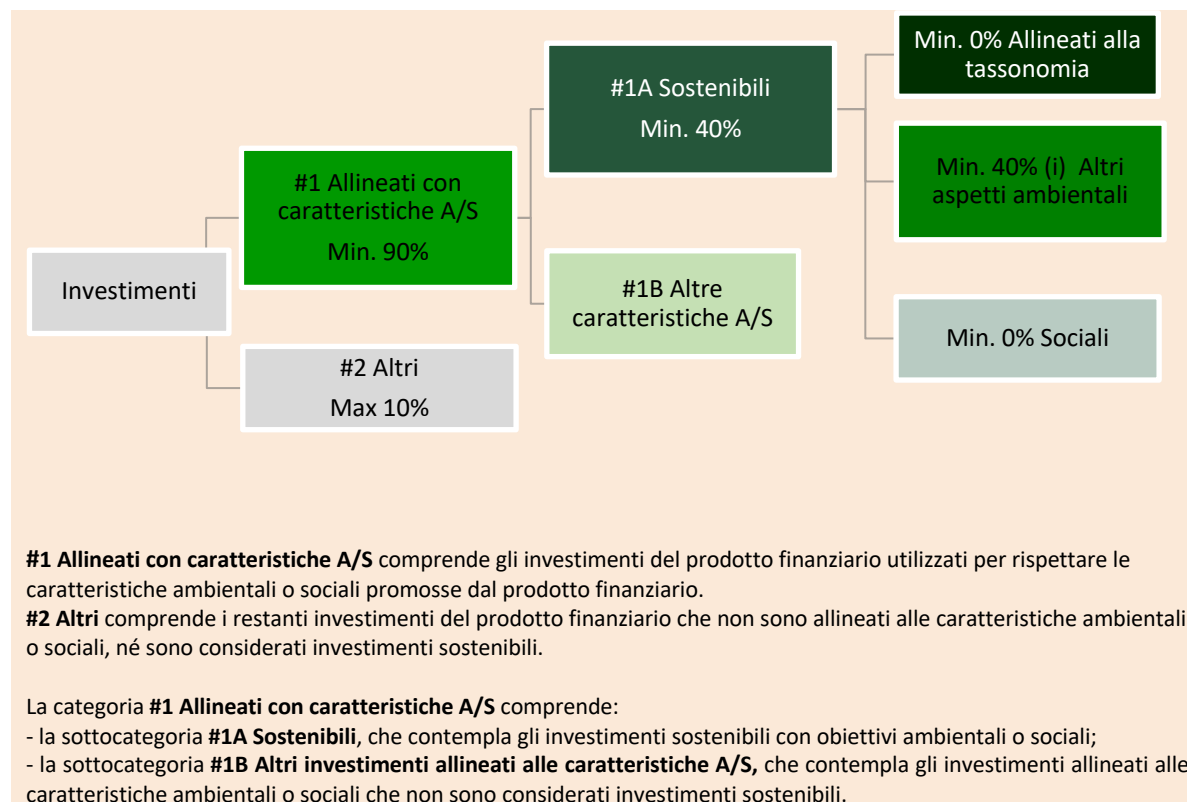 Min. 0% Allineati alla
tassonomia
#1A Sostenibili
Min. 40%
Min. 40% (i)  Altri
aspetti ambientali
#1 Allineati con
caratteristiche A/S
Min. 90%
Investimenti
#1B Altre
caratteristiche A/S
Min. 0% Sociali
#2 Altri
Max 10%
#1 Allineati con caratteristiche A/S comprende gli investimenti del prodotto finanziario utilizzati per rispettare le
caratteristiche ambientali o sociali promosse dal prodotto finanziario.
#2 Altri comprende i restanti investimenti del prodotto finanziario che non sono allineati alle caratteristiche ambientali
o sociali, né sono considerati investimenti sostenibili.
La categoria #1 Allineati con caratteristiche A/S comprende:
- la sottocategoria #1A Sostenibili, che contempla gli investimenti sostenibili con obiettivi ambientali o sociali;
- la sottocategoria #1B Altri investimenti allineati alle caratteristiche A/S, che contempla gli investimenti allineati alle
caratteristiche ambientali o sociali che non sono considerati investimenti sostenibili.